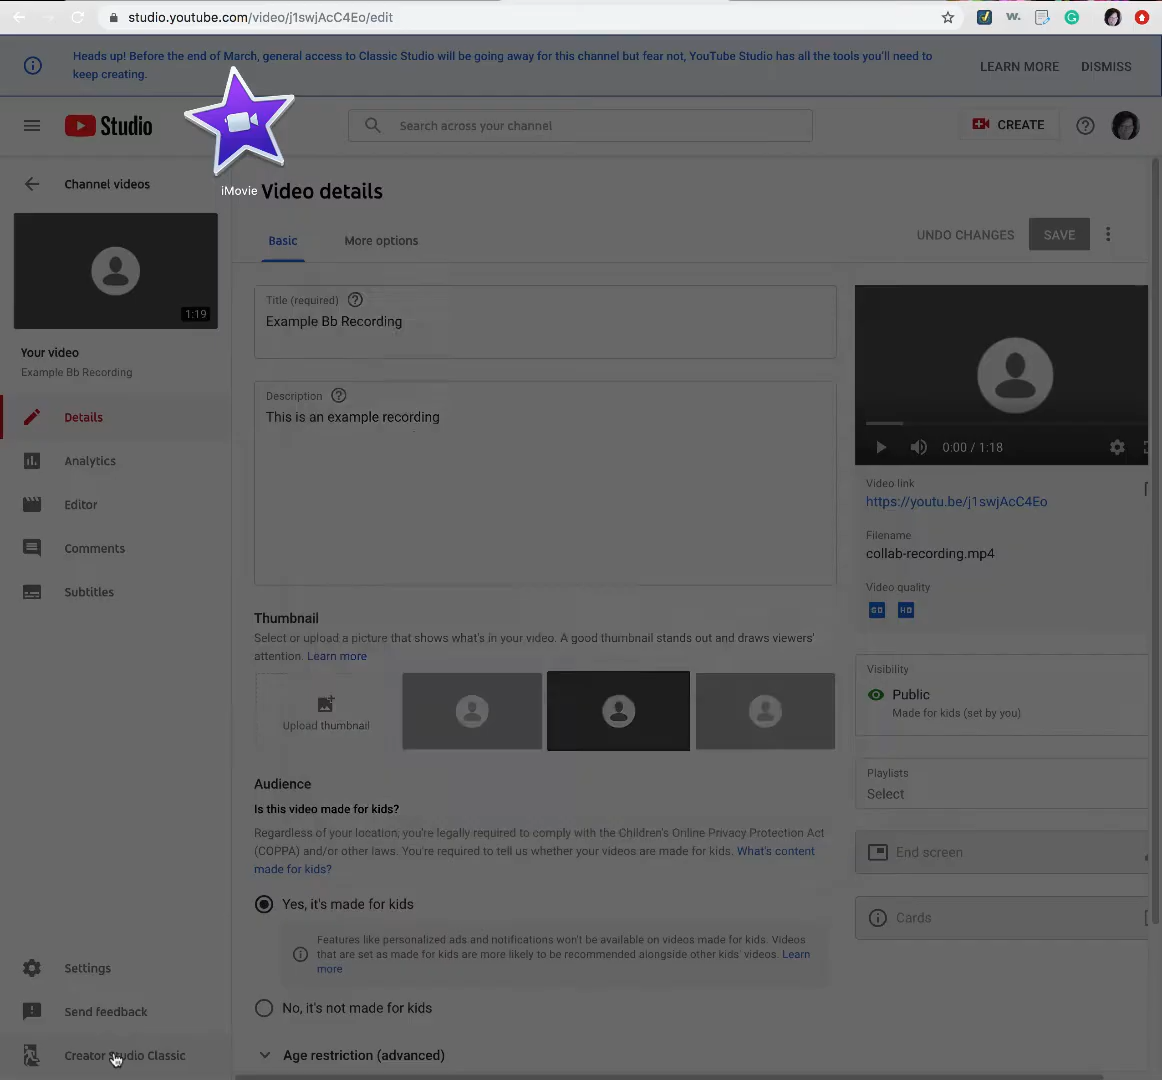 studio.youtube.com/video/j1swjAcC4Eo/edit
W.
Heads up! Before the end of March, general access to Classic Studio will be going away for this channel but fear not, YouTube Studio has all the tools you'll need to
keep creating.
LEARN MORE
DISMISS
Studio
Search across your channel
CREATE
iMovie
Channel videos
Video details
Basic
More options
UNDO CHANGES
SAVE
1:19
Your video
Example Bb Recording
Details
Analytics
Editor
Comments
Subtitles
Title (required)
Example Bb Recording
Description
This is an example recording
0:00 / 1:18
Video link
https://youtu.be/j1swjAcC4Eo
Filename
collab-recording.mp4
Video quality
SD HD
Thumbnail
Select or upload a picture that shows what's in your video. A good thumbnail stands out and draws viewers'
attention. Learn more
Upload thumbnail
Visibility
Public
Made for kids (set by you)
Playlists
Select
End screen
Cards
Audience
Is this video made for kids?
Regardless of your location, you're legally required to comply with the Children's Online Privacy Protection Act
(COPPA) and/or other laws. You're required to tell us whether your videos are made for kids. What's content
made for kids?
Yes, it's made for kids
Features like personalized ads and notifications won't be available on videos made for kids. Videos
that are set as made for kids are more likely to be recommended alongside other kids' videos. Learn
more
No, it's not made for kids
Age restriction (advanced)
Settings
Send feedback
Creator Studio Classic